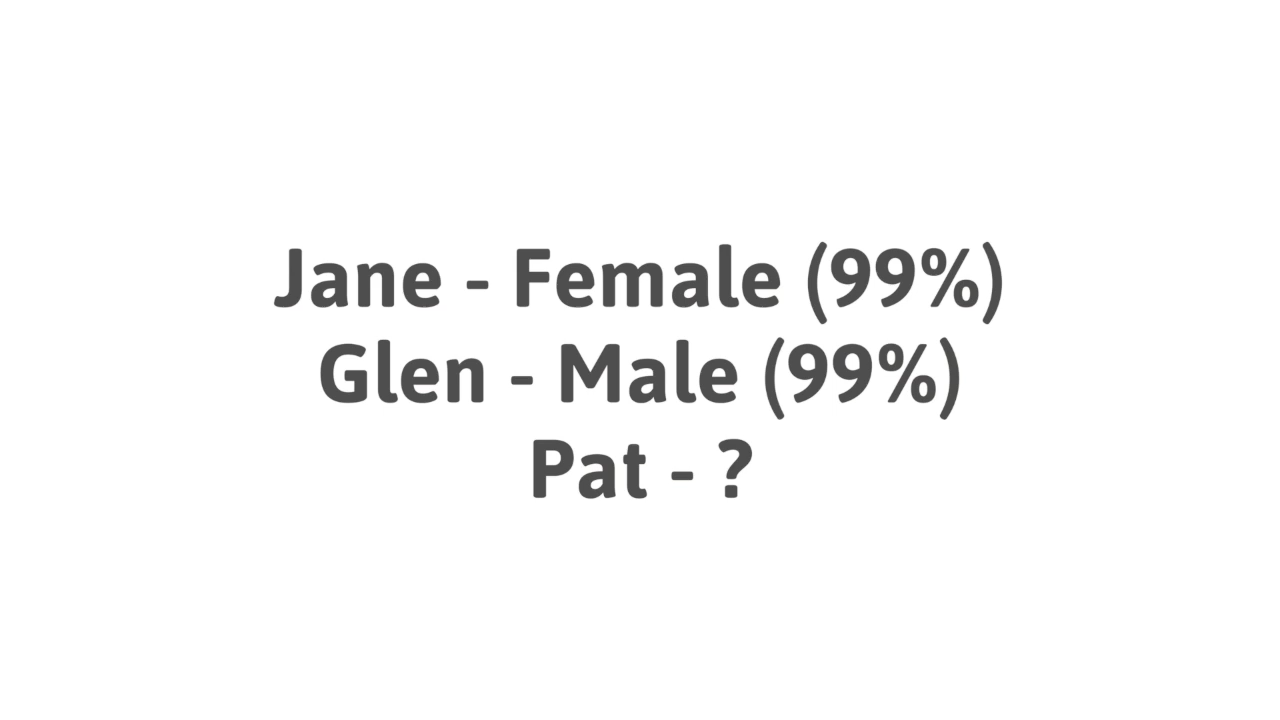 Jane - Female (99%)
Glen - Male (99%)
Pat - ?